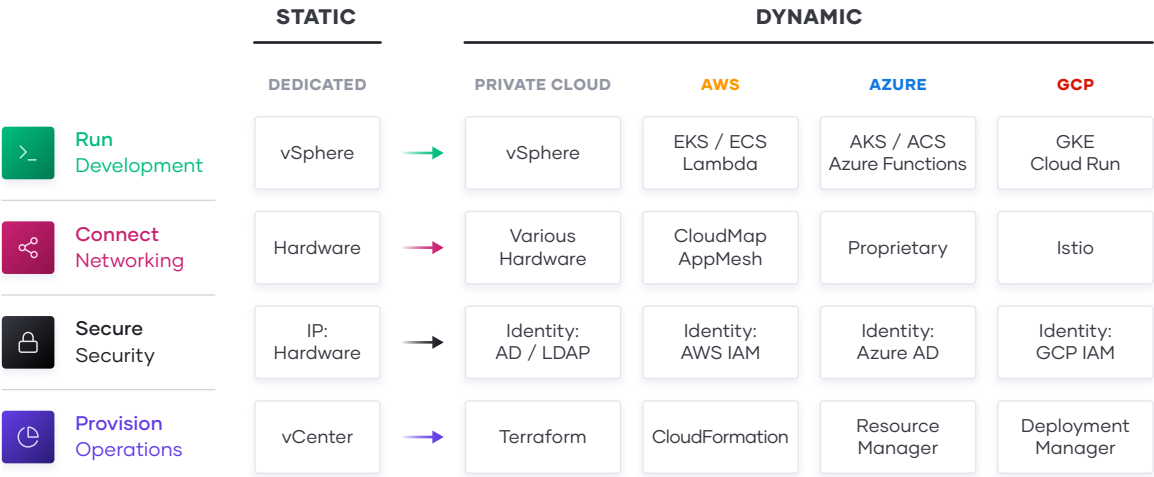 STATIC
DYNAMIC
DEDICATED
PRIVATE CLOUD
AWS
AZURE
GCP
Run
Development
vSphere
vSphere
EKS / ECS
Lambda
AKS / ACS
Azure Functions
GKE
Cloud Run
Connect
Networking
Hardware
Various
Hardware
CloudMap
AppMesh
Proprietary
Istio
Secure
Security
IP:
Hardware
Identity:
AD / LDAP
Identity:
AWS IAM
Identity:
Azure AD
Identity:
GCP IAM
Provision
Operations
vCenter
Terraform
CloudFormation
Resource
Manager
Deployment
Manager